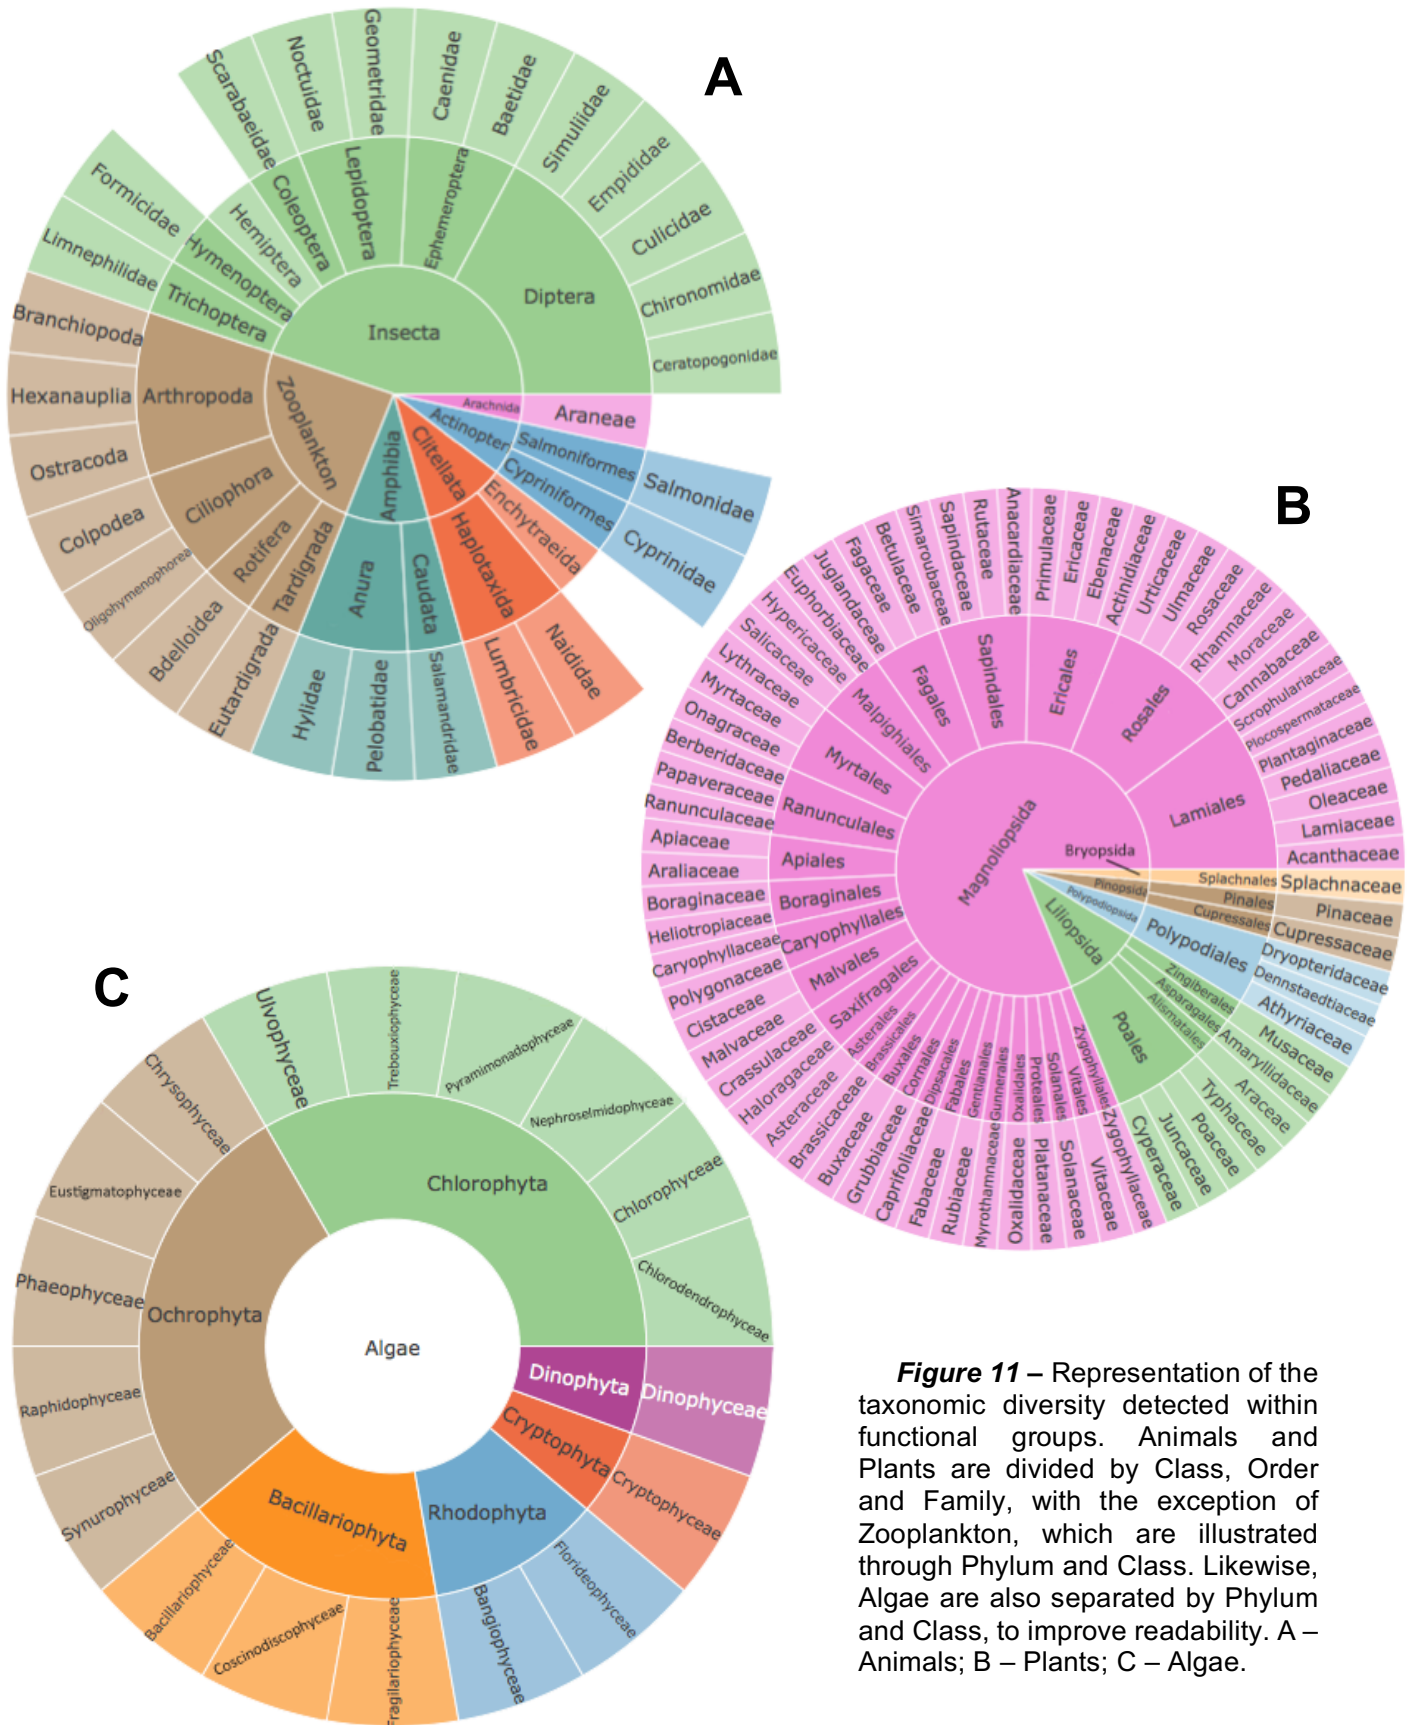 A
Scarabaeidae
Noctuidae
Geometridae
Caenidae
Baetidae
Simuliidae
Empididae
Culicidae
Chironomidae
Ceratopogonidae
Formicidae
Limnephilidae
Hymenoptera
Trichoptera
Hemiptera
Coleoptera
Lepidoptera
Ephemeroptera
Diptera
Insecta
Branchiopoda
Hexanauplia
Ostracoda
Colpodea
Oligohymenophorea
Bdelloidea
Eutardigrada
Arthropoda
Ciliophora
Rotifera
Tardigrada
Zooplankton
Amphibia
Anura
Caudata
Hylidae
Pelobatidae
Salamandridae
Clitellata
Haplotaxida
Enchytraeida
Lumbricidae
Naididae
Actinopter
Salmoniformes
Cypriniformes
Salmonidae
Cyprinidae
Arachnida
Araneae
B
Magnoliopsida
Lamiales
Rosales
Ericales
Sapindales
Fagales
Malpighiales
Myrtales
Ranunculales
Apiales
Boraginales
Caryophyllales
Malvales
Saxifragales
Asterales
Brassicales
Buxales
Cornales
Dipsacales
Fabales
Gentianales
Gunnerales
Oxalidales
Proteales
Solanales
Vitales
Zygophyllales
Acanthaceae
Lamiaceae
Oleaceae
Pedaliaceae
Plantaginaceae
Plocospermataceae
Scrophulariaceae
Cannabaceae
Moraceae
Rhamnaceae
Rosaceae
Ulmaceae
Urticaceae
Actinidiaceae
Ebenaceae
Ericaceae
Primulaceae
Anacardiaceae
Rutaceae
Sapindaceae
Simaroubaceae
Betulaceae
Fagaceae
Juglandaceae
Euphorbiaceae
Hypericaceae
Salicaceae
Lythraceae
Myrtaceae
Onagraceae
Berberidaceae
Papaveraceae
Ranunculaceae
Apiaceae
Araliaceae
Boraginaceae
Heliotropiaceae
Caryophyllaceae
Polygonaceae
Cistaceae
Malvaceae
Crassulaceae
Haloragaceae
Asteraceae
Brassicaceae
Buxaceae
Grubbiaceae
Caprifoliaceae
Fabaceae
Rubiaceae
Myrothamnaceae
Oxalidaceae
Platanaceae
Solanaceae
Vitaceae
Zygophyllaceae
Liliopsida
Poales
Alismatales
Asparagales
Zingiberales
Cyperaceae
Juncaceae
Poaceae
Typhaceae
Araceae
Amaryllidaceae
Musaceae
Polypodiopsida
Polypodiales
Athyriaceae
Dennstaedtiaceae
Dryopteridaceae
Pinopsida
Cupressales
Pinales
Cupressaceae
Pinaceae
Bryopsida
Splachnales
Splachnaceae
C
Algae
Chlorophyta
Ulvophyceae
Trebouxiophyceae
Pyramimonadophyceae
Nephroselmidophyceae
Chlorophyceae
Chlorodendrophyceae
Ochrophyta
Chrysophyceae
Eustigmatophyceae
Phaeophyceae
Raphidophyceae
Synurophyceae
Bacillariophyta
Bacillariophyceae
Coscinodiscophyceae
Fragilariophyceae
Rhodophyta
Bangiophyceae
Florideophyceae
Cryptophyta
Cryptophyceae
Dinophyta
Dinophyceae
Figure 11 – Representation of the
taxonomic diversity detected within
functional groups. Animals and
Plants are divided by Class, Order
and Family, with the exception of
Zooplankton, which are illustrated
through Phylum and Class. Likewise,
Algae are also separated by Phylum
and Class, to improve readability. A –
Animals; B – Plants; C – Algae.